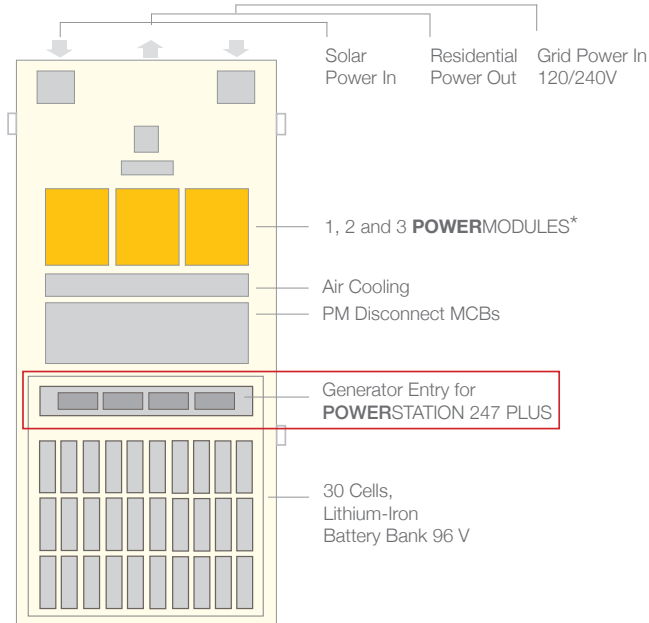 Solar
Power In
Residential
Power Out
Grid Power In
120/240V
1, 2 and 3 POWERMODULES*
Air Cooling
PM Disconnect MCBs
Generator Entry for
POWERSTATION 247 PLUS
30 Cells,
Lithium-Iron
Battery Bank 96 V